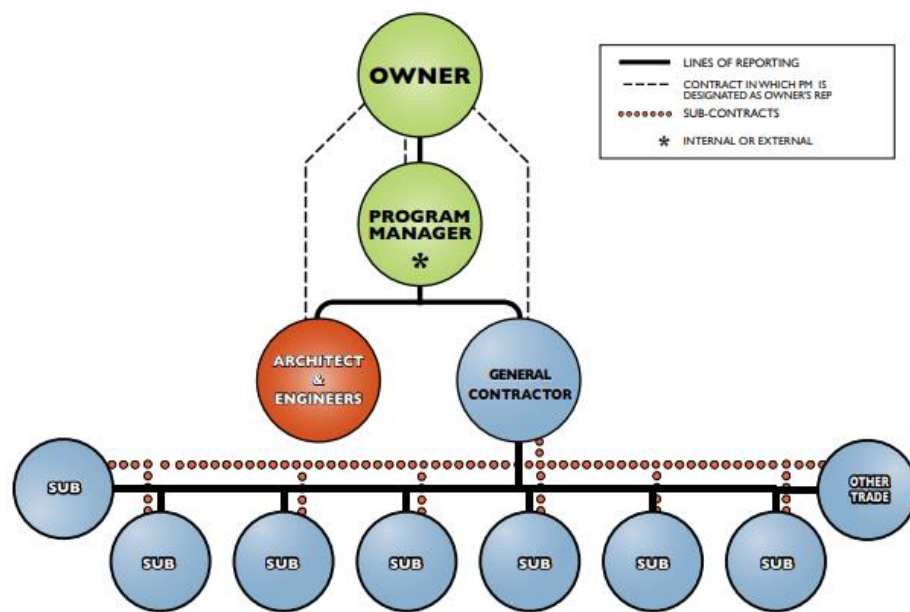 OWNER
LINES OF REPORTING
CONTRACT IN WHICH PM IS
DESIGNATED AS OWNER'S REP
SUB-CONTRACTS
*
INTERNAL OR EXTERNAL
PROGRAM
MANAGER
*
ARCHITECT
&
ENGINEERS
GENERAL
CONTRACTOR
SUB
OTHER
TRADE
SUB
SUB
SUB
SUB
SUB
SUB